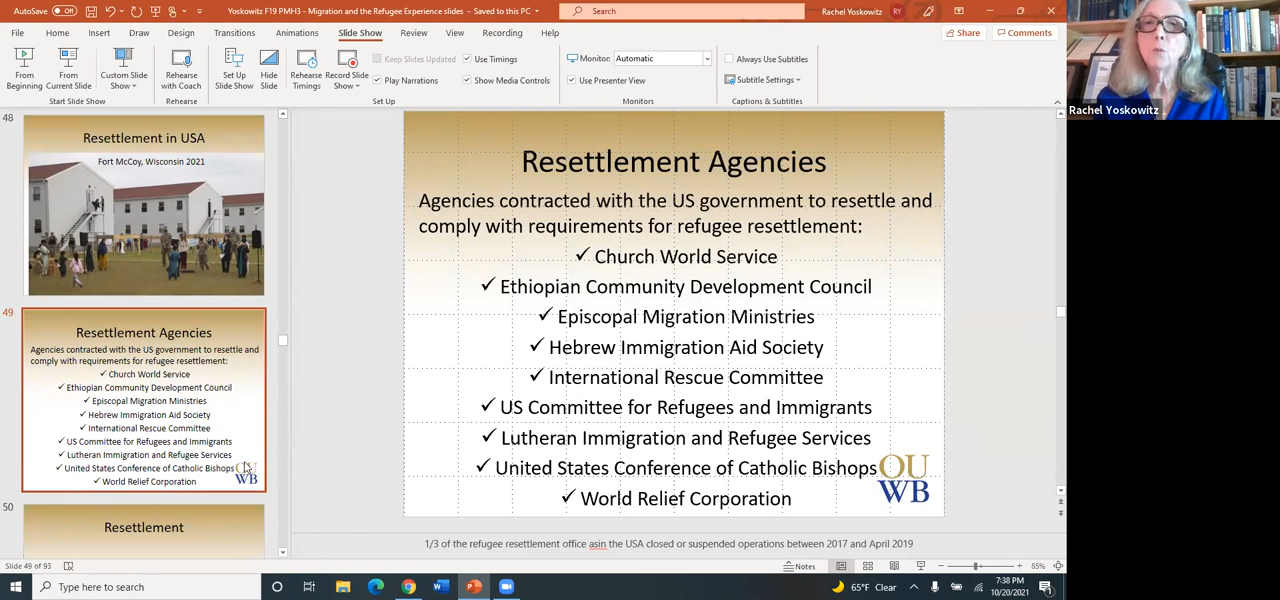 AutoSave Off
Yoskowitz F19 PMH3 - Migration and the Refugee Experience slides - Saved to this PC
Search
Rachel Yoskowitz RY
File Home Insert Draw Design Transitions Animations Slide Show Review View Recording Help
Share Comments
From Beginning
From Current Slide
Custom Slide Show
Rehearse with Coach
Set Up Slide Show
Hide Slide
Rehearse Timings
Record Slide Show
Keep Slides Updated
Play Narrations
Use Timings
Show Media Controls
Monitor: Automatic
Use Presenter View
Always Use Subtitles
Subtitle Settings
Start Slide Show
Rehearse
Set Up
Monitors
Captions & Subtitles
Rachel Yoskowitz
48
Resettlement in USA
Fort McCoy, Wisconsin 2021
49
Resettlement Agencies
Agencies contracted with the US government to resettle and
comply with requirements for refugee resettlement:
✓ Church World Service
✓ Ethiopian Community Development Council
✓ Episcopal Migration Ministries
✓ Hebrew Immigration Aid Society
✓ International Rescue Committee
✓ US Committee for Refugees and Immigrants
✓ Lutheran Immigration and Refugee Services
✓ United States Conference of Catholic Bishops
✓ World Relief Corporation
OU
WB
50
Resettlement
Resettlement Agencies
Agencies contracted with the US government to resettle and
comply with requirements for refugee resettlement:
✓ Church World Service
✓ Ethiopian Community Development Council
✓ Episcopal Migration Ministries
✓ Hebrew Immigration Aid Society
✓ International Rescue Committee
✓ US Committee for Refugees and Immigrants
✓ Lutheran Immigration and Refugee Services
✓ United States Conference of Catholic Bishops
✓ World Relief Corporation
OU
WB
1/3 of the refugee resettlement office asin the USA closed or suspended operations between 2017 and April 2019
Slide 49 of 93
Notes
85%
Type here to search
65°F Clear
7:38 PM
10/20/2021